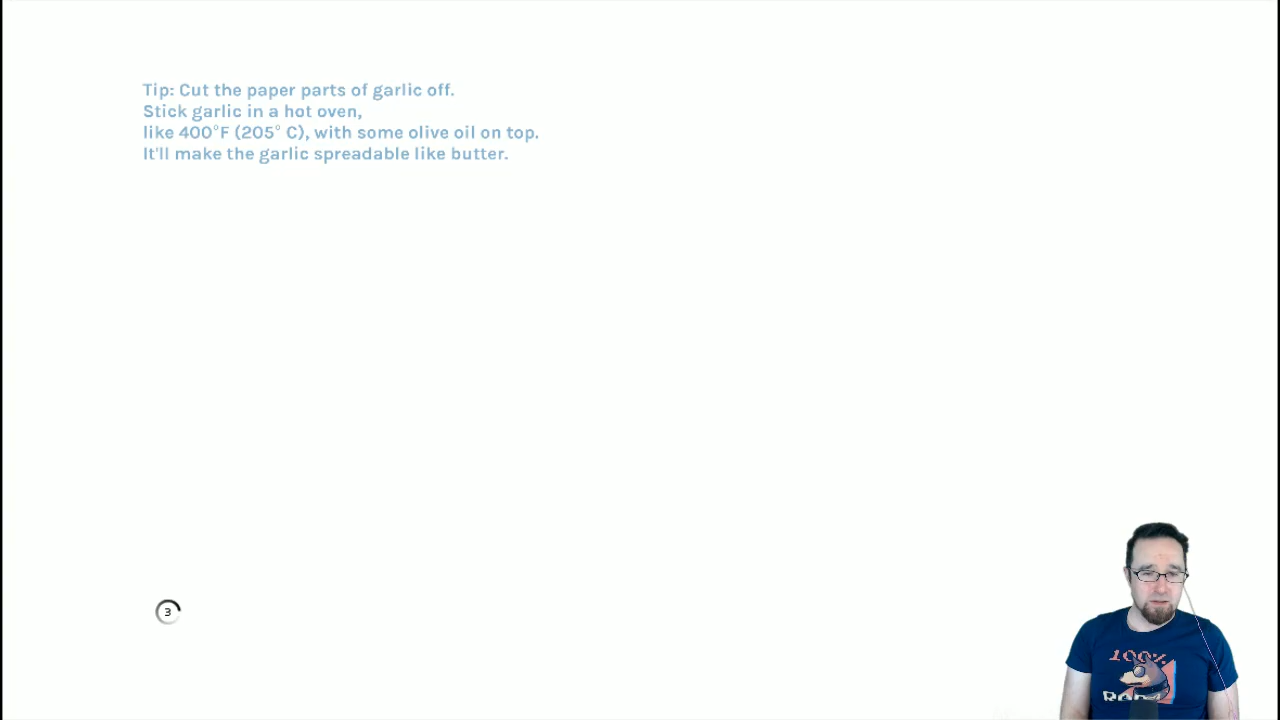 Tip: Cut the paper parts of garlic off.
Stick garlic in a hot oven,
like 400°F (205° C), with some olive oil on top.
It'll make the garlic spreadable like butter.
3
100%